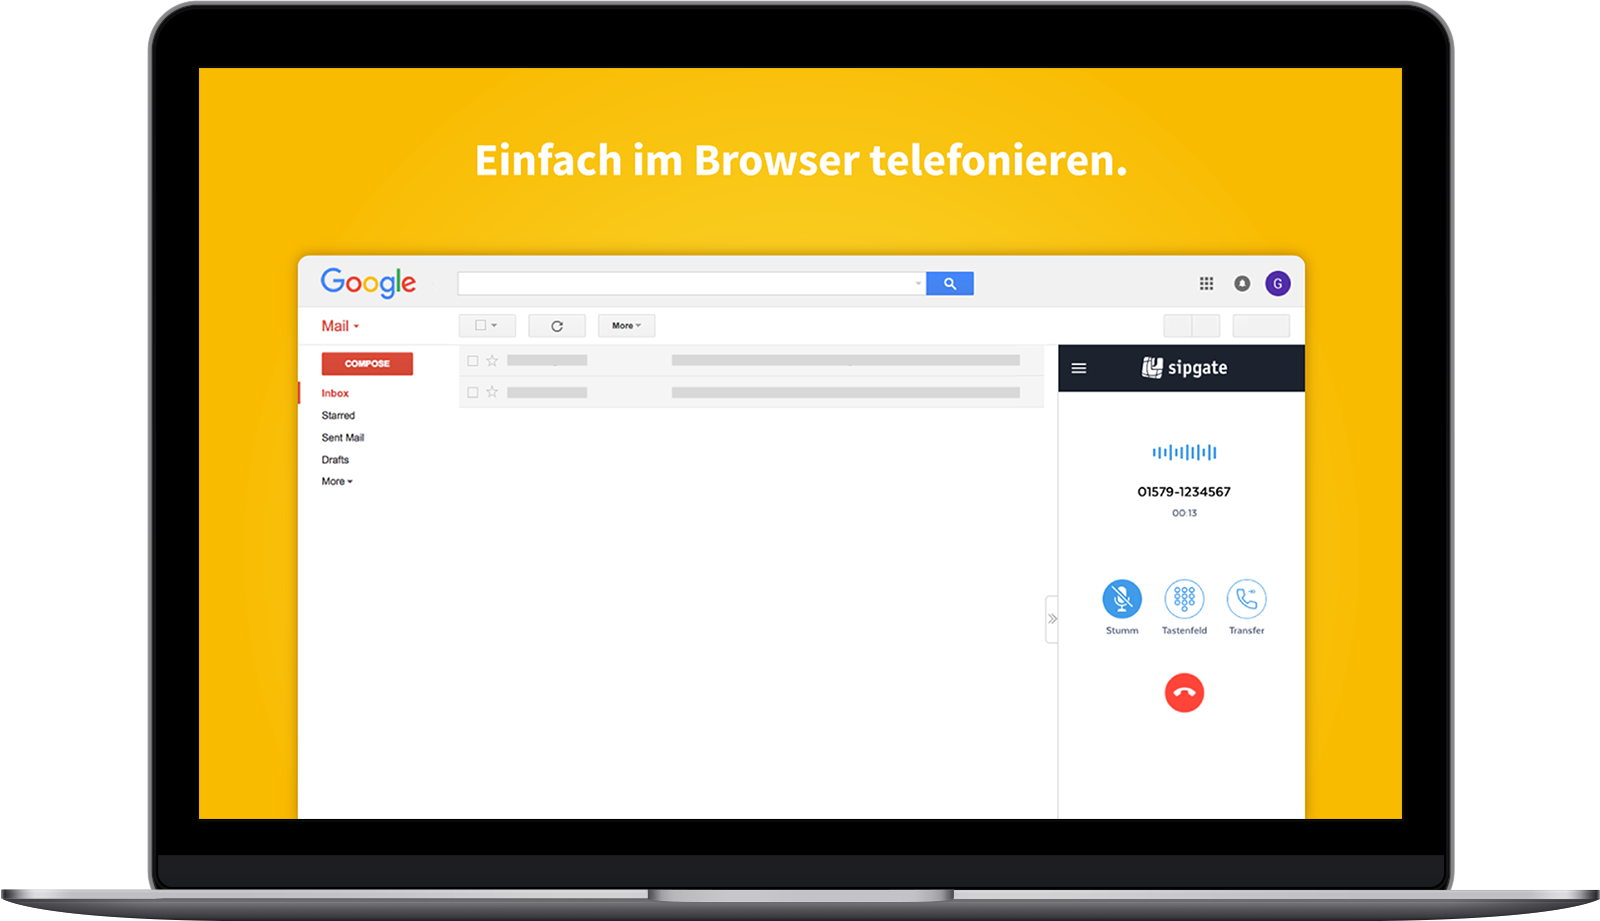 Einfach im Browser telefonieren.
Google
G
Mail
More
COMPOSE
Inbox
Starred
Sent Mail
Drafts
More
sipgate
01579-1234567
00:13
Stumm
Tastenfeld
Transfer